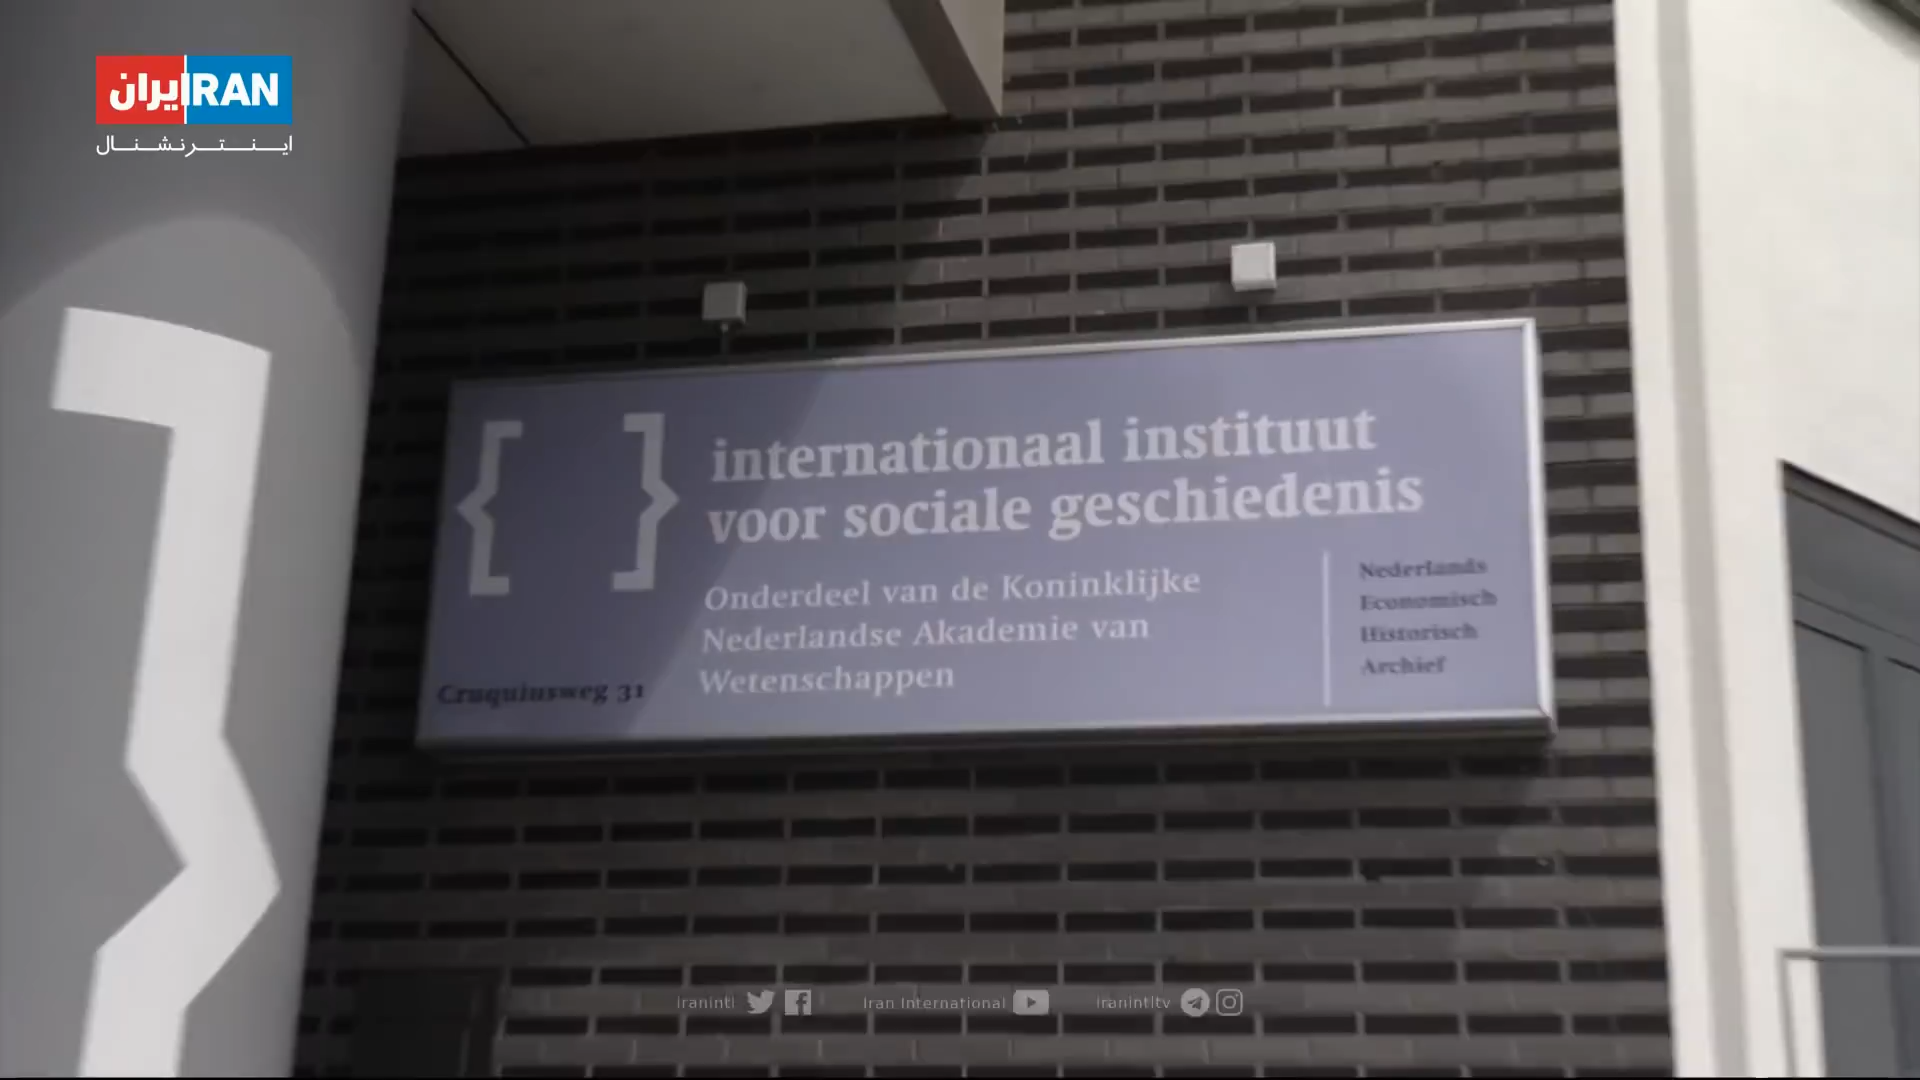 ایران IRAN
اینترنشنال
{ }
internationaal instituut
voor sociale geschiedenis
Onderdeel van de Koninklijke
Nederlandse Akademie van
Wetenschappen
Nederlands
Economisch
Historisch
Archief
Cruquiusweg 31
iranintl
Iran International
iranintltv